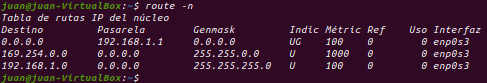 juan@juan-VirtualBox:~$ route -n
Tabla de rutas IP del núcleo
Destino Pasarela Genmask Indic Métric Ref Uso Interfaz
0.0.0.0 192.168.1.1 0.0.0.0 UG 100 0 0 enp0s3
169.254.0.0 0.0.0.0 255.255.0.0 U 1000 0 0 enp0s3
192.168.1.0 0.0.0.0 255.255.255.0 U 100 0 0 enp0s3
juan@juan-VirtualBox:~$